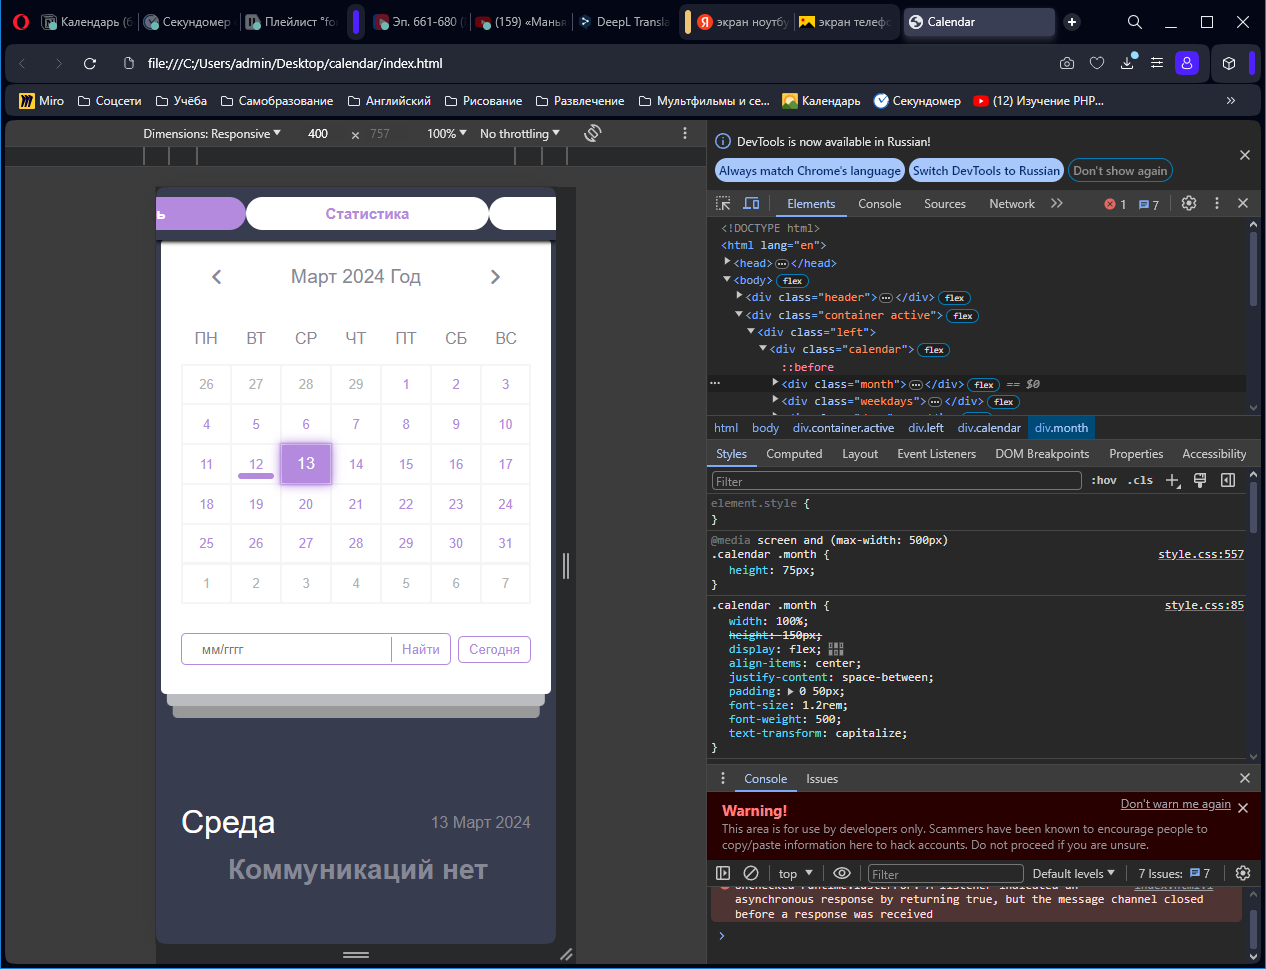 Календарь (б
Секундомер
Плейлист "fo
Эп. 661-680 (
(159) «Манья
DeepL Transla
экран ноутбу
экран телеф
Calendar
file:///C:/Users/admin/Desktop/calendar/index.html
Miro
Соцсети
Учёба
Самобразование
Английский
Рисование
Развлечение
Мультфильмы и се...
Календарь
Секундомер
(12) Изучение PHP...
Dimensions: Responsive
400
×
757
100%
No throttling
DevTools is now available in Russian!
Always match Chrome's language
Switch DevTools to Russian
Don't show again
Elements
Console
Sources
Network
1
7
<!DOCTYPE html>
<html lang="en">
<head> </head>
<body> flex
<div class="header"> </div> flex
<div class="container active"> flex
<div class="left">
<div class="calendar"> flex
::before
<div class="month"> </div> flex == $0
<div class="weekdays"> </div> flex
html body div.container.active div.left div.calendar div.month
Styles Computed Layout Event Listeners DOM Breakpoints Properties Accessibility
Filter
:hov .cls
element.style {
}
@media screen and (max-width: 500px)
.calendar .month {
style.css:557
height: 75px;
}
.calendar .month {
style.css:85
width: 100%;
height: 150px;
display: flex;
align-items: center;
justify-content: space-between;
padding: 0 50px;
font-size: 1.2rem;
font-weight: 500;
text-transform: capitalize;
}
Console
Issues
Warning!
Don't warn me again
This area is for use by developers only. Scammers have been known to encourage people to
copy/paste information here to hack accounts. Do not proceed if you are unsure.
top
Filter
Default levels
7 Issues:
7
asynchronous response by returning true, but the message channel closed
before a response was received
ь
Статистика
Март 2024 Год
ПН ВТ СР ЧТ ПТ СБ ВС
26 27 28 29 1 2 3
4 5 6 7 8 9 10
11 12 13 14 15 16 17
18 19 20 21 22 23 24
25 26 27 28 29 30 31
1 2 3 4 5 6 7
мм/гггг
Найти
Сегодня
Среда
13 Март 2024
Коммуникаций нет